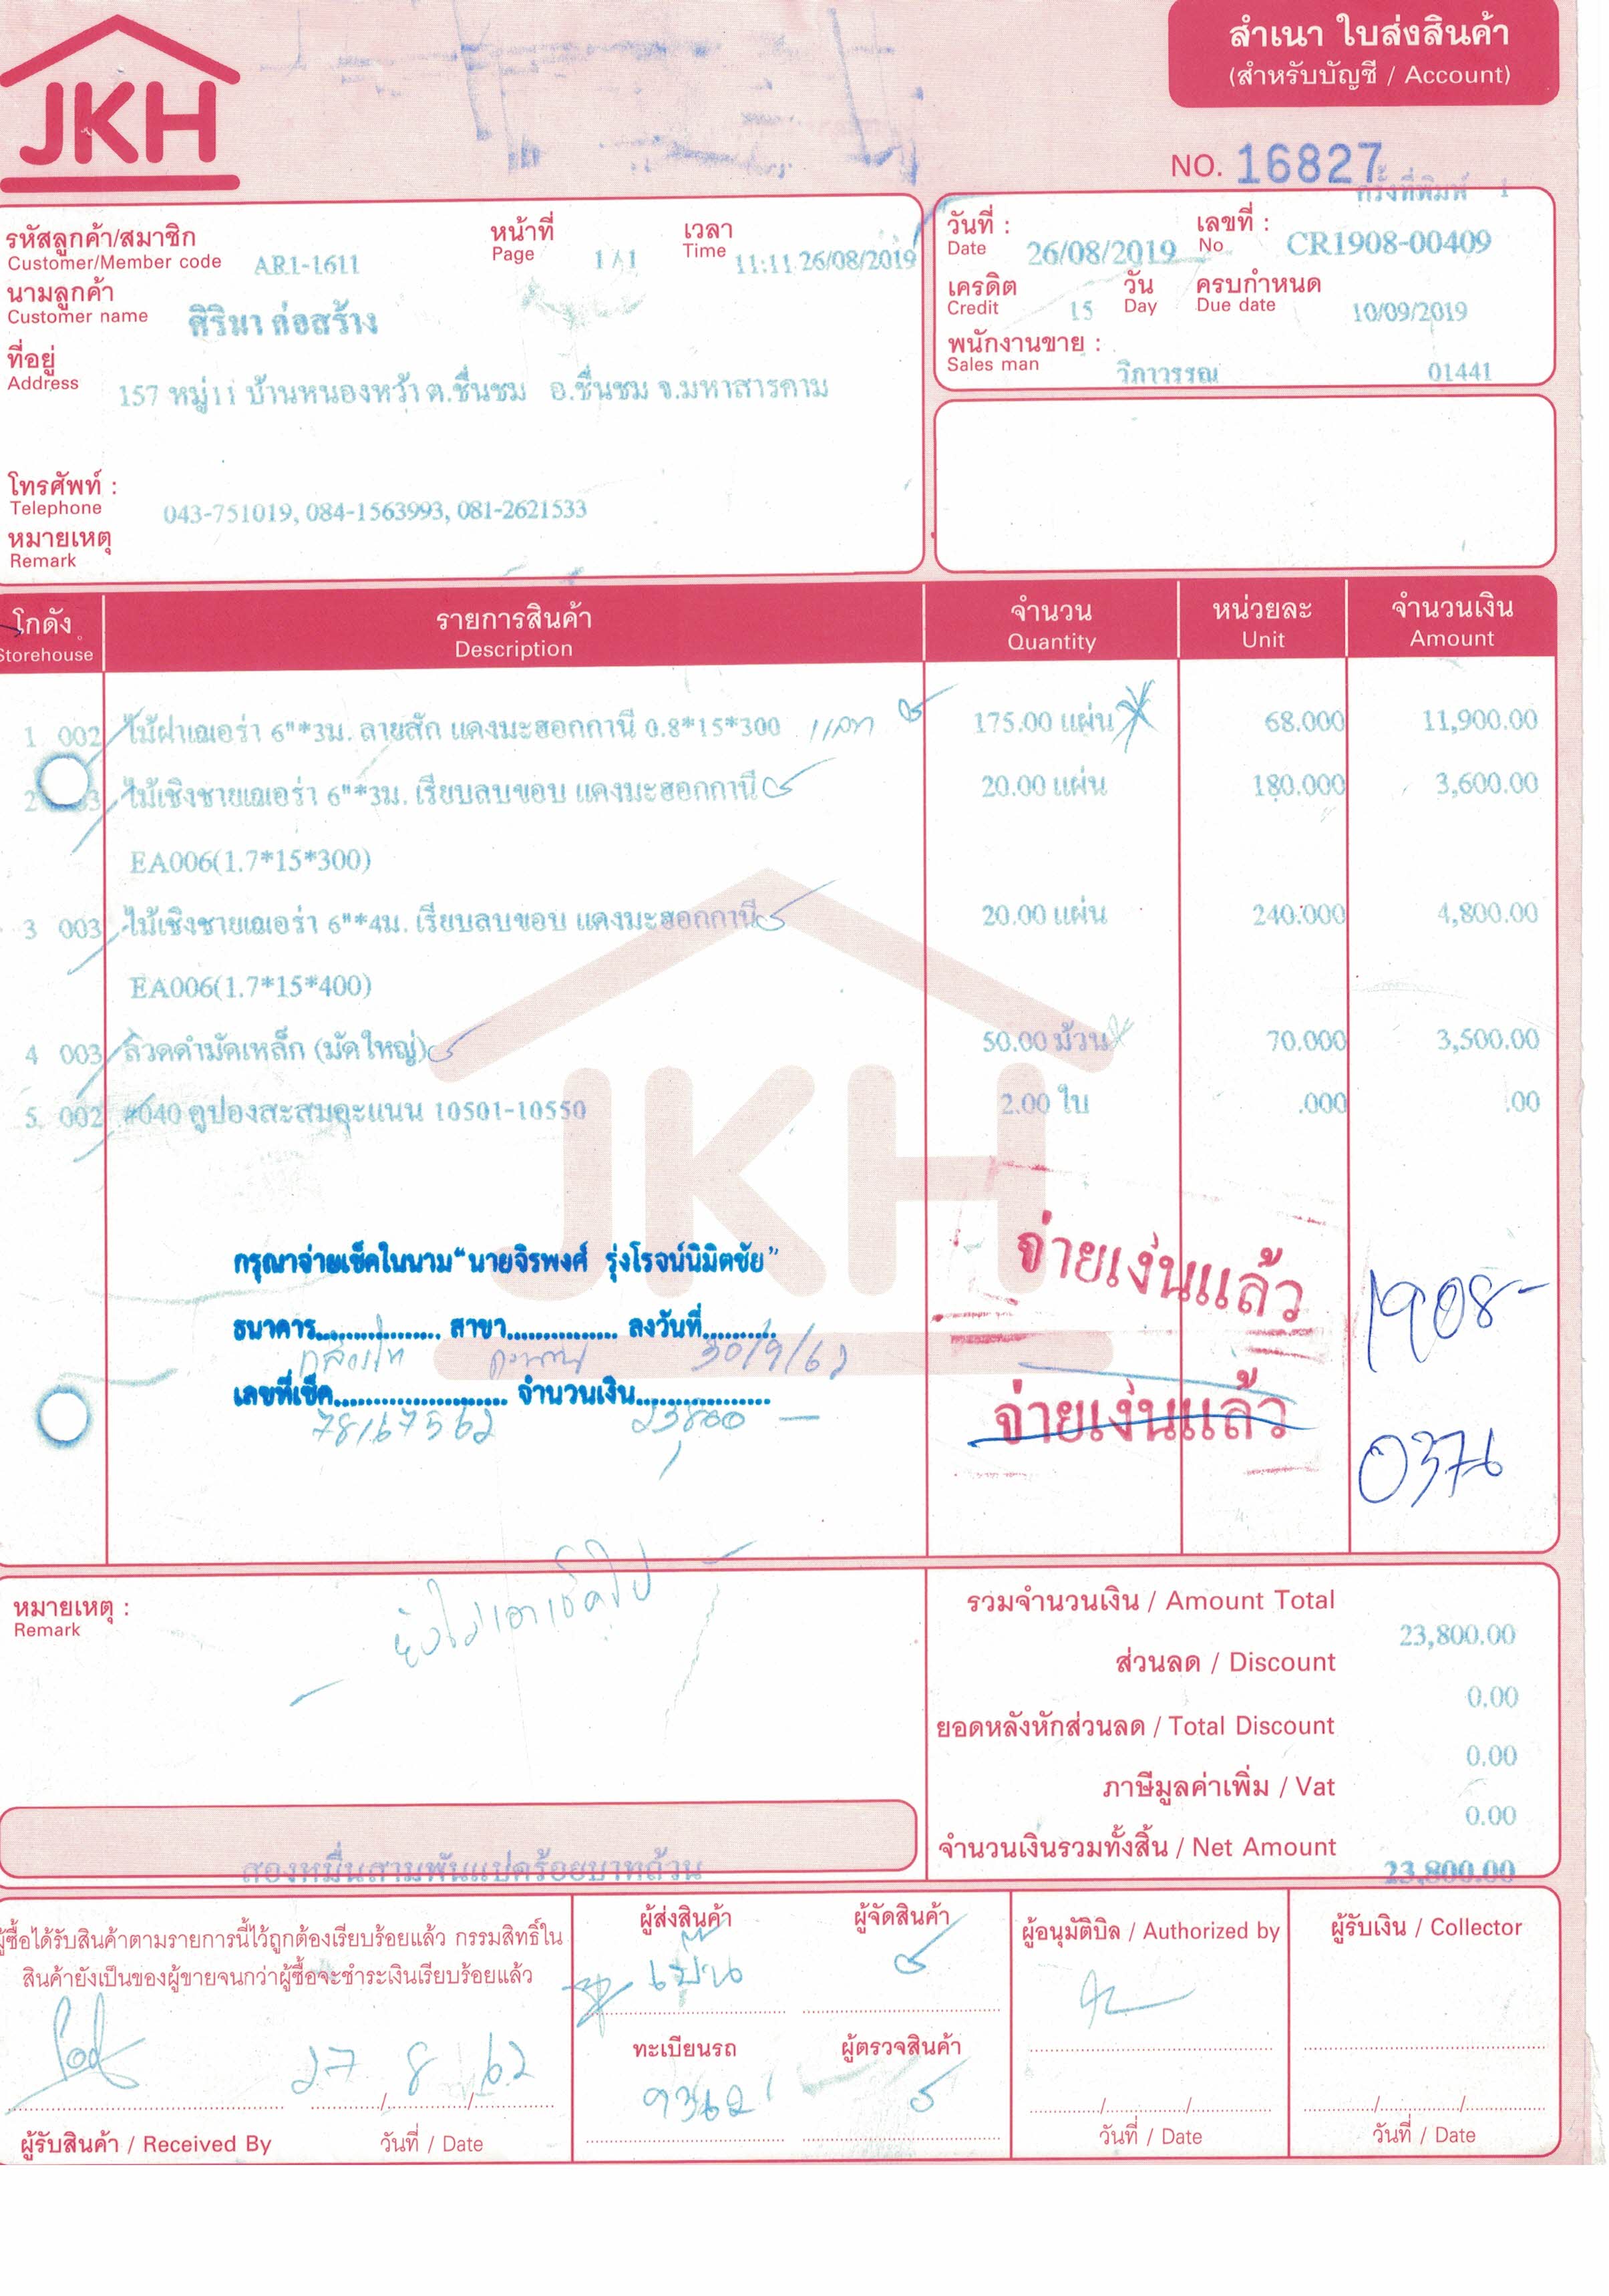 JKH
สำเนา ใบส่งสินค้า
(สำหรับบัญชี / Account)
NO. 16827
ครั้งที่พิมพ์ 1
รหัสลูกค้า/สมาชิก
Customer/Member code AR1-1611
หน้าที่
Page 1/1
เวลา
Time 11:11 26/08/2019
นามลูกค้า
Customer name ศิริมา ก่อสร้าง
ที่อยู่
Address 157 หมู่11 บ้านหนองหว้า ต.ชื่นชม อ.ชื่นชม จ.มหาสารคาม
โทรศัพท์ :
Telephone 043-751019, 084-1563993, 081-2621533
หมายเหตุ
Remark
วันที่ :
Date 26/08/2019
เลขที่ :
No CR1908-00409
เครดิต
Credit 15
วัน
Day
ครบกำหนด
Due date 10/09/2019
พนักงานขาย :
Sales man วิภาวรรณ 01441
โกดัง รายการสินค้า จำนวน หน่วยละ จำนวนเงิน
Storehouse Description Quantity Unit Amount
1 002 ไม้ฝาเฌอร่า 6"*3ม. ลายสัก แดงมะฮอกกานี 0.8*15*300 175.00 แผ่น 68.000 11,900.00
2 ไม้เชิงชายเฌอร่า 6"*3ม. เรียบลบขอบ แดงมะฮอกกานี 20.00 แผ่น 180.000 3,600.00
EA006(1.7*15*300)
3 003 ไม้เชิงชายเฌอร่า 6"*4ม. เรียบลบขอบ แดงมะฮอกกานี 20.00 แผ่น 240.000 4,800.00
EA006(1.7*15*400)
4 003 ลวดดำมัดเหล็ก (มัดใหญ่) 50.00 ม้วน 70.000 3,500.00
5 002 #040 คูปองสะสมคะแนน 10501-10550 2.00 ใบ .000 .00
JKH
กรุณาจ่ายเช็คในนาม "นายจิรพงศ์ รุ่งโรจน์นิมิตชัย"
ธนาคาร................. สาขา............... ลงวันที่..........
กสิกรไทย 30/9/62
เลขที่เช็ค....................... จำนวนเงิน..................
78167562 23800 —
จ่ายเงินแล้ว
1908-
จ่ายเงินแล้ว
0376
หมายเหตุ :
Remark
ยังไม่เอาเช็คไป
รวมจำนวนเงิน / Amount Total 23,800.00
ส่วนลด / Discount 0.00
ยอดหลังหักส่วนลด / Total Discount 0.00
ภาษีมูลค่าเพิ่ม / Vat 0.00
จำนวนเงินรวมทั้งสิ้น / Net Amount 23,800.00
สองหมื่นสามพันแปดร้อยบาทถ้วน
ผู้ซื้อได้รับสินค้าตามรายการนี้ไว้ถูกต้องเรียบร้อยแล้ว กรรมสิทธิ์ใน
สินค้ายังเป็นของผู้ขายจนกว่าผู้ซื้อจะชำระเงินเรียบร้อยแล้ว
27 / 8 / 62
ผู้รับสินค้า / Received By วันที่ / Date
ผู้ส่งสินค้า ผู้จัดสินค้า
ทะเบียนรถ ผู้ตรวจสินค้า
ผู้อนุมัติบิล / Authorized by
วันที่ / Date
ผู้รับเงิน / Collector
วันที่ / Date